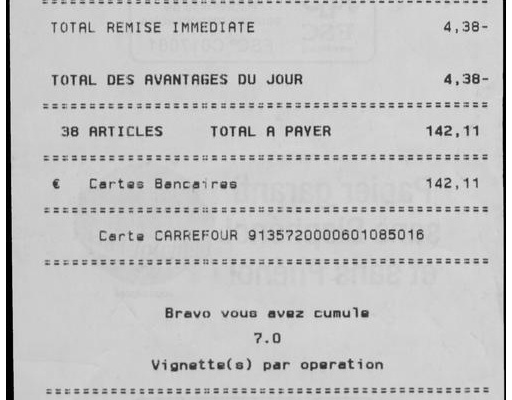 TOTAL REMISE IMMEDIATE 4,38-
TOTAL DES AVANTAGES DU JOUR 4,38-
38 ARTICLES TOTAL A PAYER 142,11
€ Cartes Bancaires 142,11
Carte CARREFOUR 9135720000601085016
Bravo vous avez cumule
7.0
Vignette(s) par operation